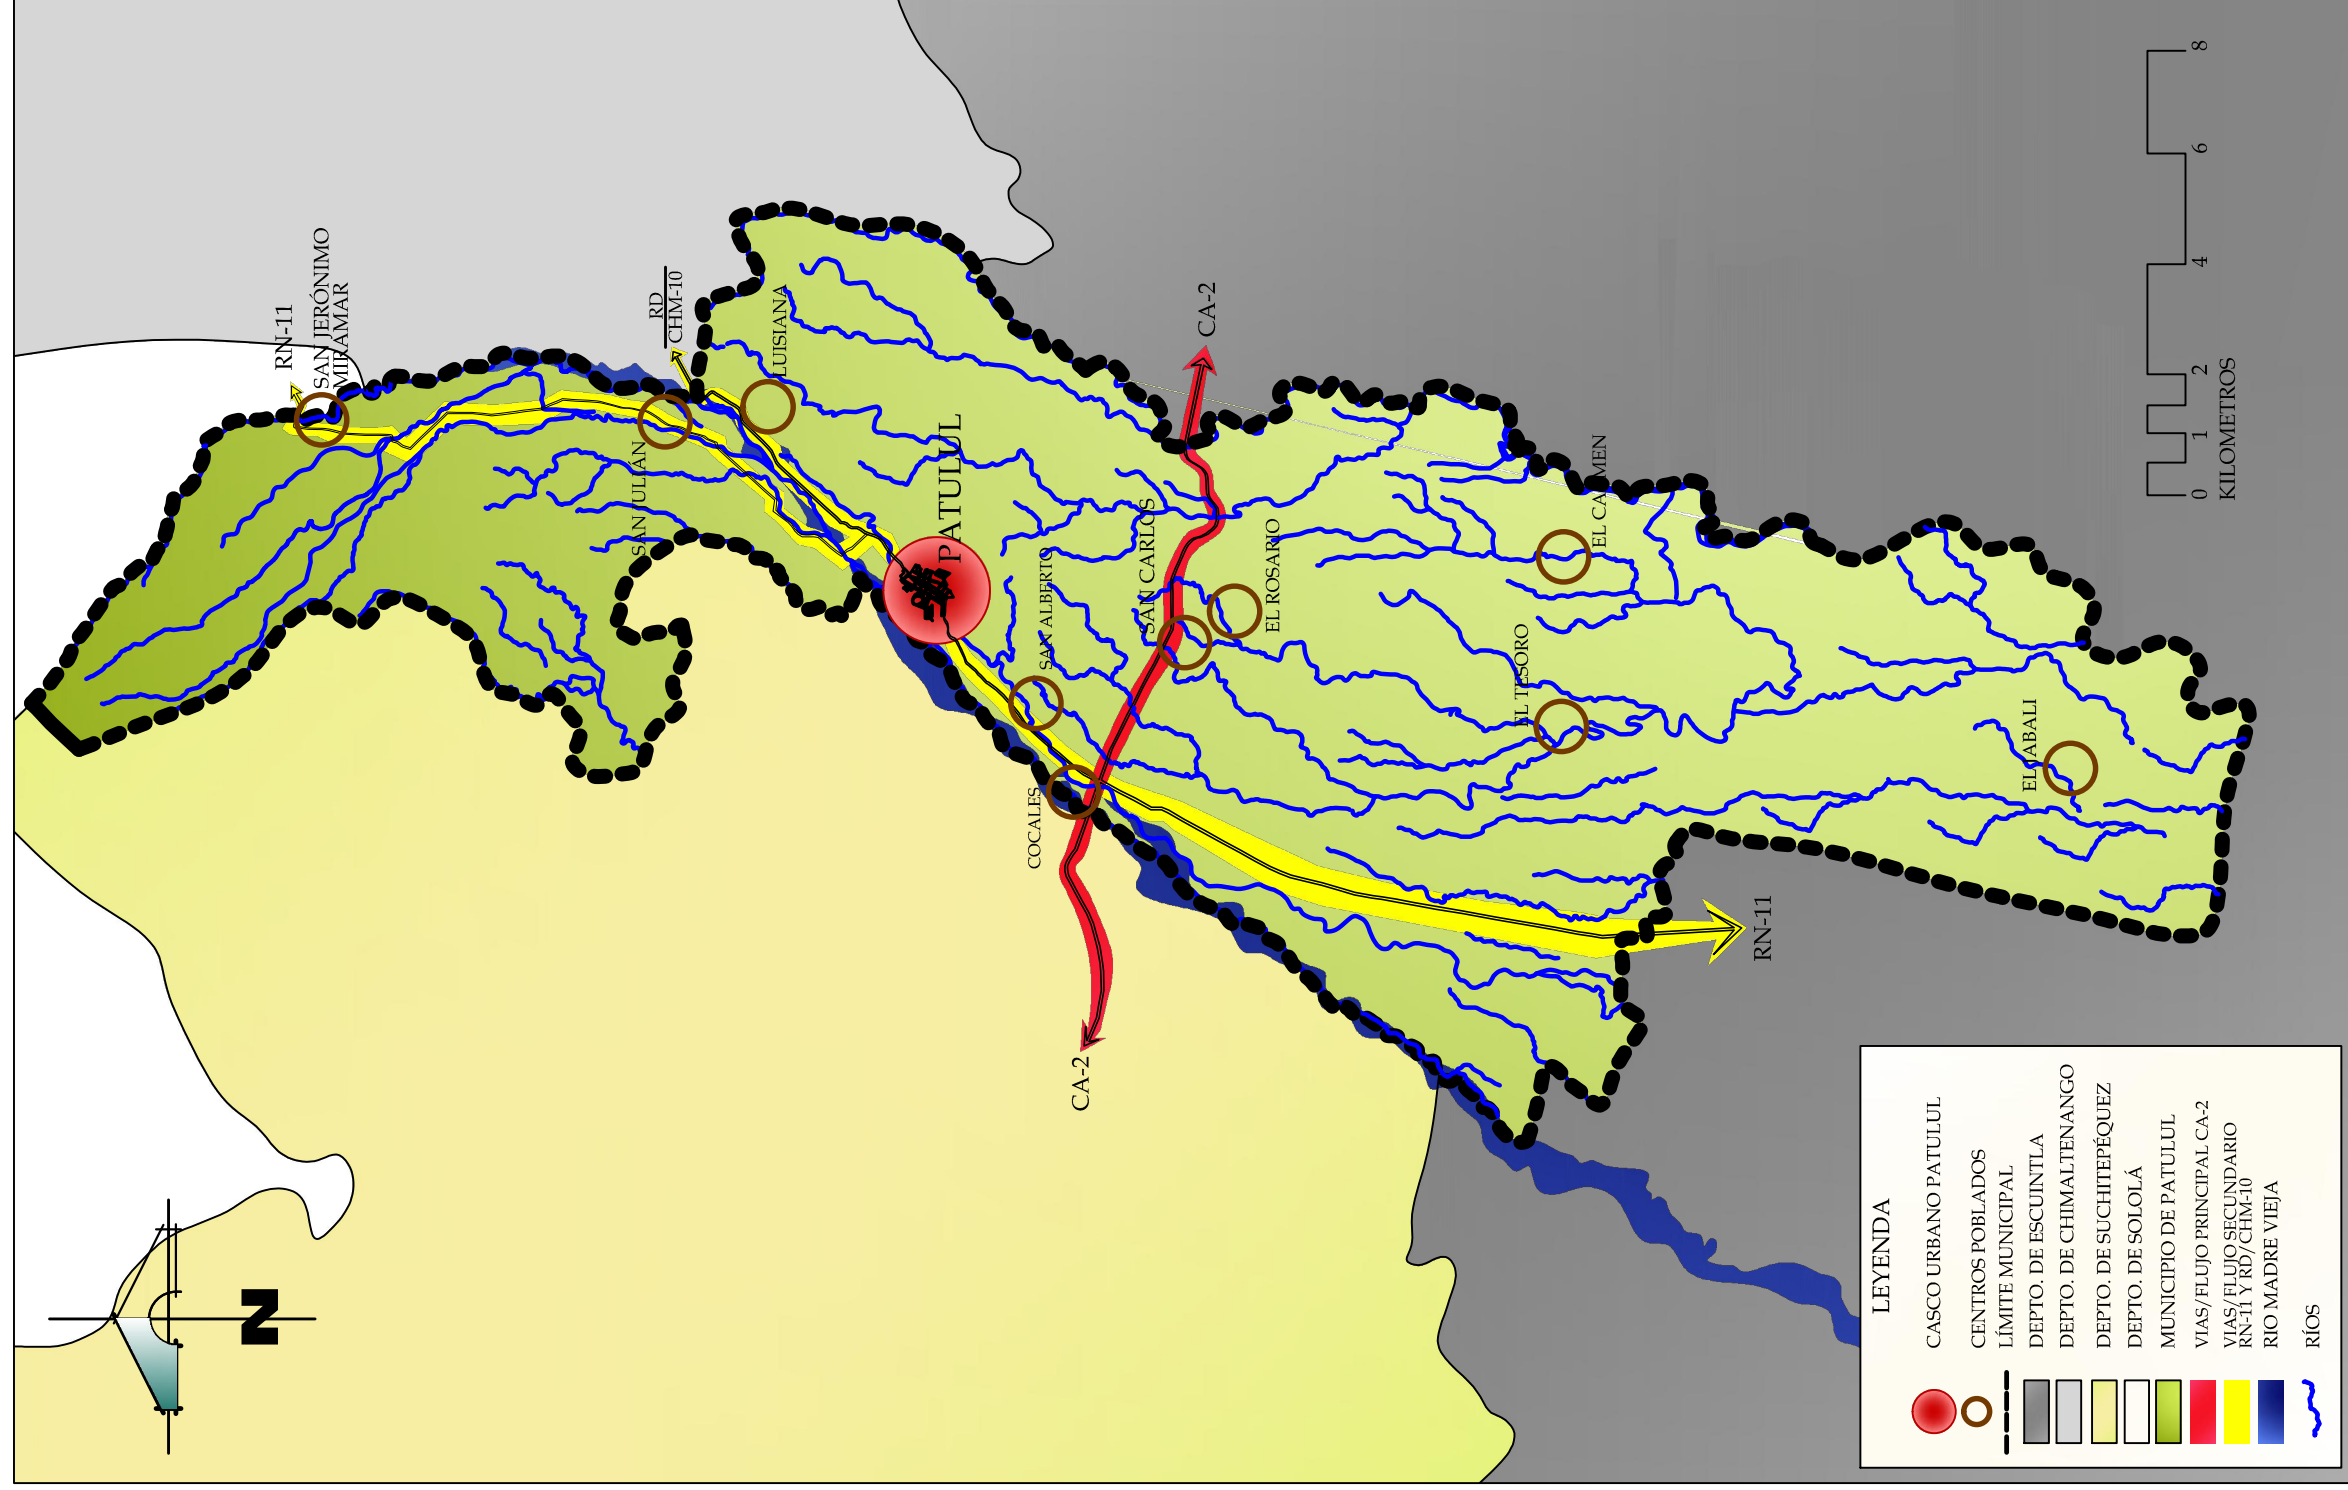 RN-11
SAN JERÓNIMO
MIRAMAR
RD
CHM-10
LUISIANA
SAN JULIÁN
PATULUL
SAN ALBERTO
COCALES
SAN CARLOS
EL ROSARIO
CA-2
CA-2
EL CARMEN
EL TESORO
EL JABALI
RN-11
N
0 1 2 4 6 8
KILOMETROS
LEYENDA
CASCO URBANO PATULUL
CENTROS POBLADOS
LÍMITE MUNICIPAL
DEPTO. DE ESCUINTLA
DEPTO. DE CHIMALTENANGO
DEPTO. DE SUCHITEPÉQUEZ
DEPTO. DE SOLOLÁ
MUNICIPIO DE PATULUL
VIAS/FLUJO PRINCIPAL CA-2
VIAS/FLUJO SECUNDARIO
RN-11 Y RD/CHM-10
RIO MADRE VIEJA
RÍOS